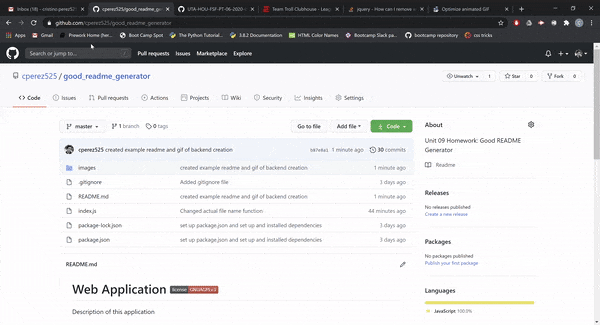 Inbox (18) - cristino.perez525
cperez525/good_readme_generator
UTA-HOU-FSF-PT-06-2020
Team Troll Clubhouse - Leag
jquery - How can i remove
Optimize animated GIF
github.com/cperez525/good_readme_generator
Apps
Prework Home (her...
Boot Camp Spot
The Python Tutorial...
3.8.2 Documentation
HTML Color Names
Bootcamp Slack pa...
bootcamp repository
css tricks
Search or jump to...
/
Pull requests
Issues
Marketplace
Explore
cperez525 / good_readme_generator
Unwatch
1
Star
0
Fork
0
Code
Issues
Pull requests
Actions
Projects
Wiki
Security
Insights
Settings
master
1 branch
0 tags
Go to file
Add file
Code
About
Unit 09 Homework: Good README
Generator
Readme
cperez525 created example readme and gif of backend creation
1 minute ago
30 commits
images
created example readme and gif of backend creation
1 minute ago
.gitignore
Added gitignore file
3 days ago
README.md
created example readme and gif of backend creation
1 minute ago
index.js
Changed actual file name function
44 minutes ago
package-lock.json
set up package.json and set up and installed dependencies
3 days ago
package.json
set up package.json and set up and installed dependencies
3 days ago
Releases
No releases published
Create a new release
Packages
No packages published
Publish your first package
README.md
Web Application
license
Description of this application
Languages
JavaScript 100.0%